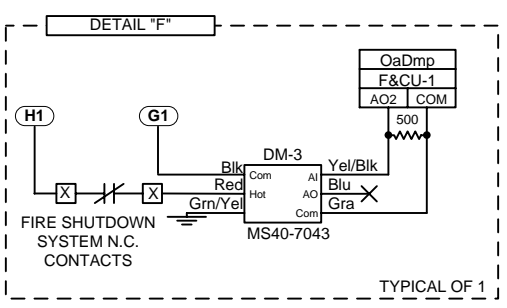 DETAIL "F"
OaDmp
F&CU-1
AO2 COM
500
H1
G1
DM-3
Blk
Com
AI
Yel/Blk
X
X
Red
Hot
AO
Blu
Grn/Yel
Com
Gra
MS40-7043
FIRE SHUTDOWN
SYSTEM N.C.
CONTACTS
TYPICAL OF 1